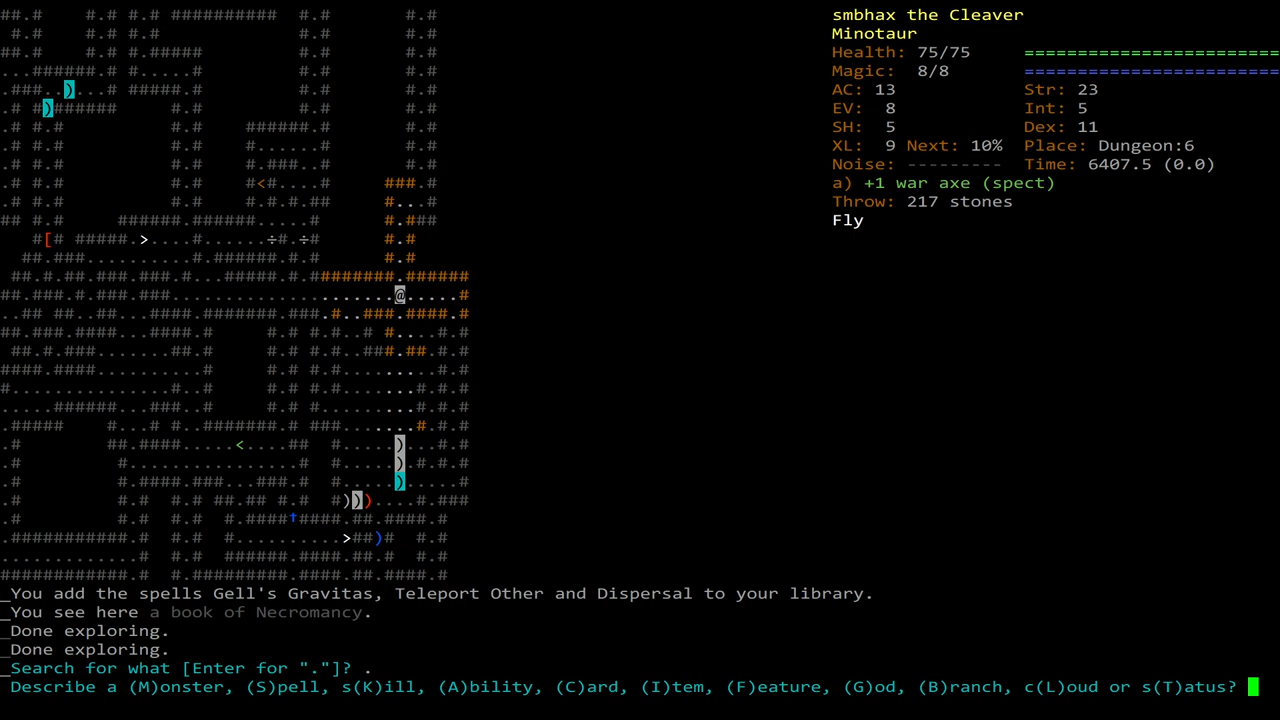 smbhax the Cleaver
Minotaur
Health: 75/75 ========================
Magic: 8/8 ========================
AC: 13 Str: 23
EV: 8 Int: 5
SH: 5 Dex: 11
XL: 9 Next: 10% Place: Dungeon:6
Noise: --------- Time: 6407.5 (0.0)
a) +1 war axe (spect)
Throw: 217 stones
Fly
_You add the spells Gell's Gravitas, Teleport Other and Dispersal to your library.
_You see here a book of Necromancy.
_Done exploring.
_Done exploring.
_Search for what [Enter for "."]? .
Describe a (M)onster, (S)pell, s(K)ill, (A)bility, (C)ard, (I)tem, (F)eature, (G)od, (B)ranch, c(L)oud or s(T)atus?